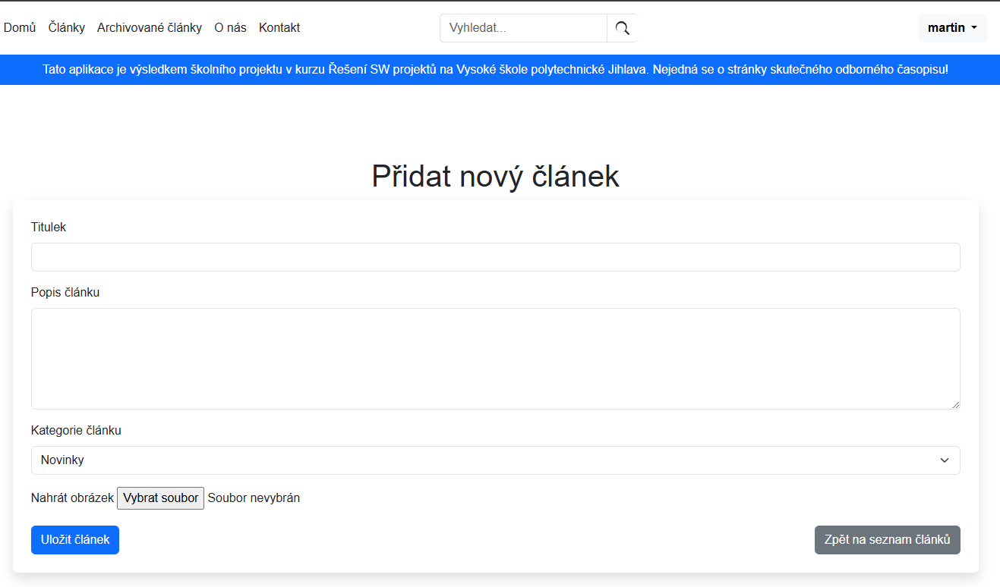 Domů Články Archivované články O nás Kontakt Vyhledat... martin
Tato aplikace je výsledkem školního projektu v kurzu Řešení SW projektů na Vysoké škole polytechnické Jihlava. Nejedná se o stránky skutečného odborného časopisu!
Přidat nový článek
Titulek
Popis článku
Kategorie článku
Novinky
Nahrát obrázek Vybrat soubor Soubor nevybrán
Uložit článek Zpět na seznam článků